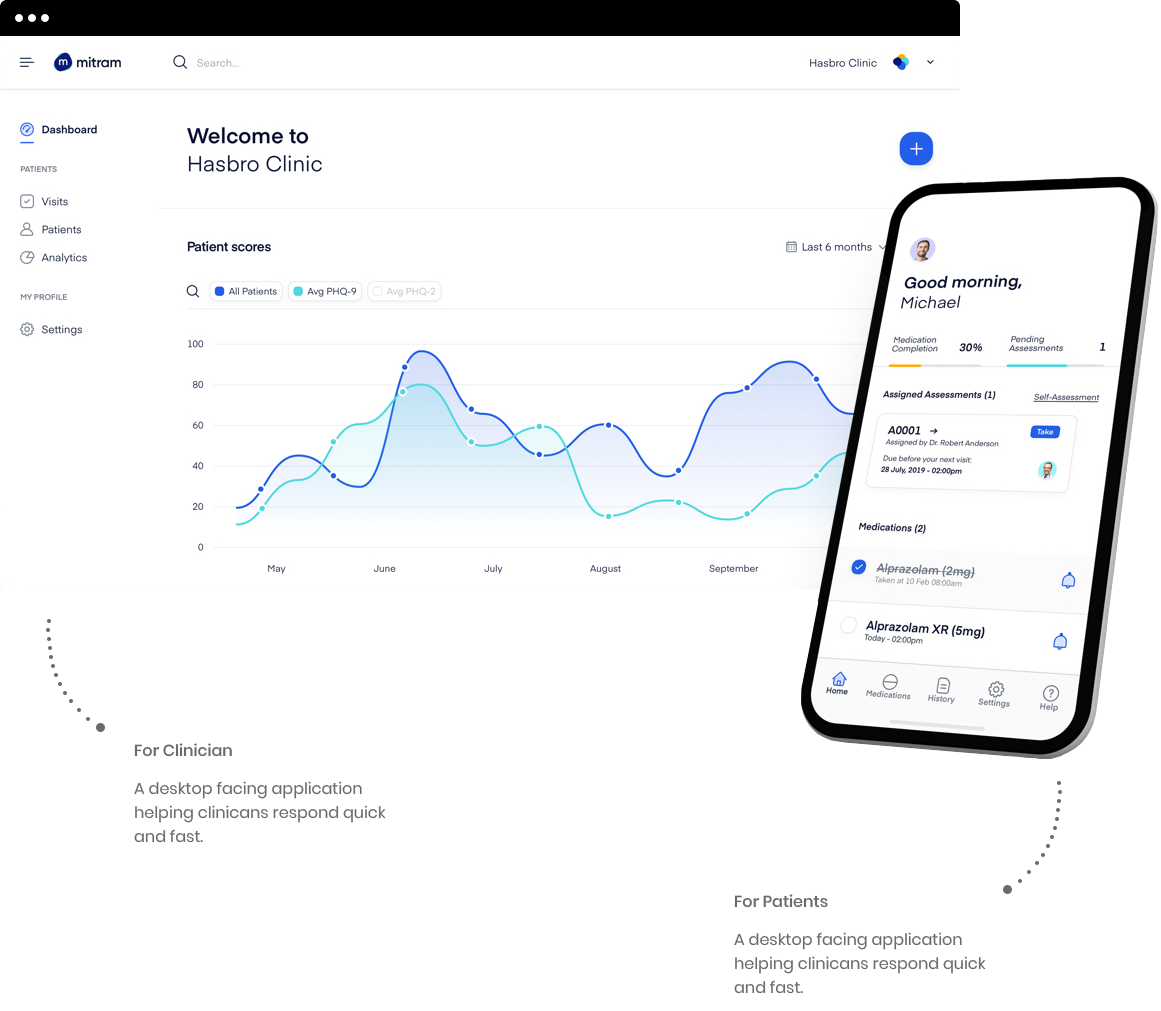 mitram
Search...
Hasbro Clinic
Dashboard
PATIENTS
Visits
Patients
Analytics
MY PROFILE
Settings
Welcome to
Hasbro Clinic
+
Patient scores
Last 6 months
All Patients
Avg PHQ-9
Avg PHQ-2
100
80
60
40
20
0
May
June
July
August
September
Good morning,
Michael
Medication
Completion
30%
Pending
Assessments
1
Assigned Assessments (1)
Self-Assessment
A0001 →
Take
Assigned by Dr. Robert Anderson
Due before your next visit:
28 July, 2019 - 02:00pm
Medications (2)
Alprazolam (2mg)
Taken at 10 Feb 08:00am
Alprazolam XR (5mg)
Today - 02:00pm
Home
Medications
History
Settings
Help
For Clinician
A desktop facing application
helping clinicans respond quick
and fast.
For Patients
A desktop facing application
helping clinicans respond quick
and fast.